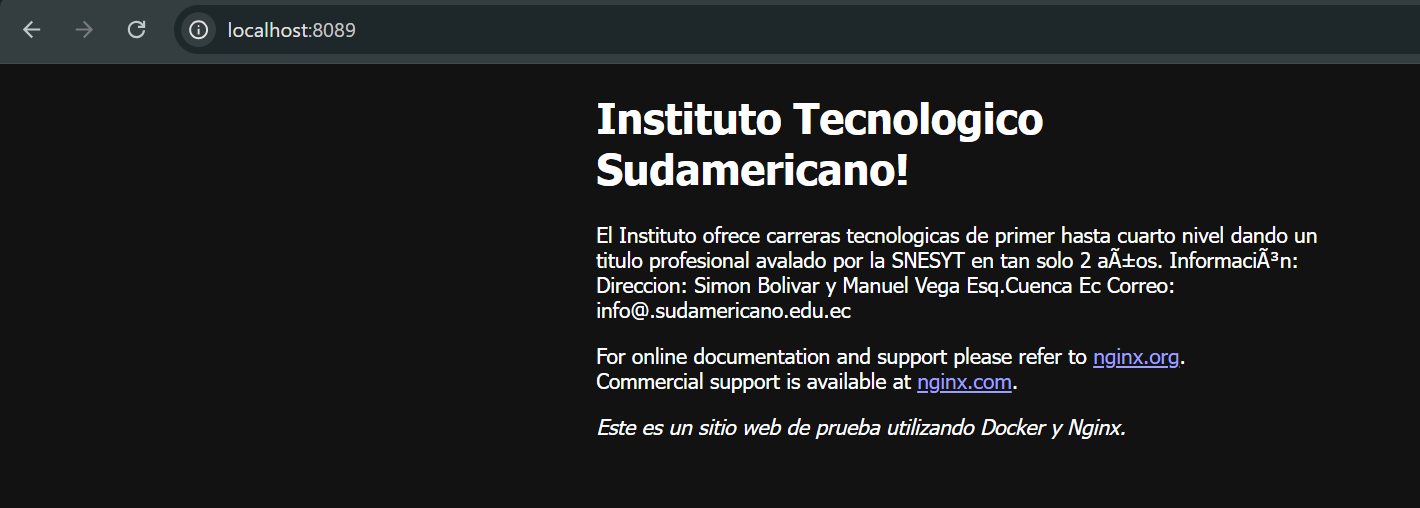 localhost:8089
Instituto Tecnologico
Sudamericano!
El Instituto ofrece carreras tecnologicas de primer hasta cuarto nivel dando un
titulo profesional avalado por la SNESYT en tan solo 2 aÃ±os. InformaciÃ³n:
Direccion: Simon Bolivar y Manuel Vega Esq.Cuenca Ec Correo:
info@.sudamericano.edu.ec
For online documentation and support please refer to nginx.org.
Commercial support is available at nginx.com.
Este es un sitio web de prueba utilizando Docker y Nginx.